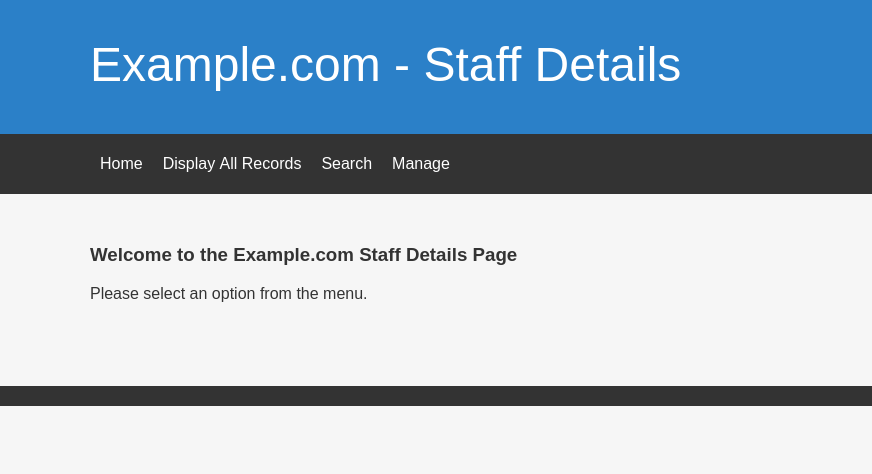 Example.com - Staff Details
Home Display All Records Search Manage
Welcome to the Example.com Staff Details Page
Please select an option from the menu.